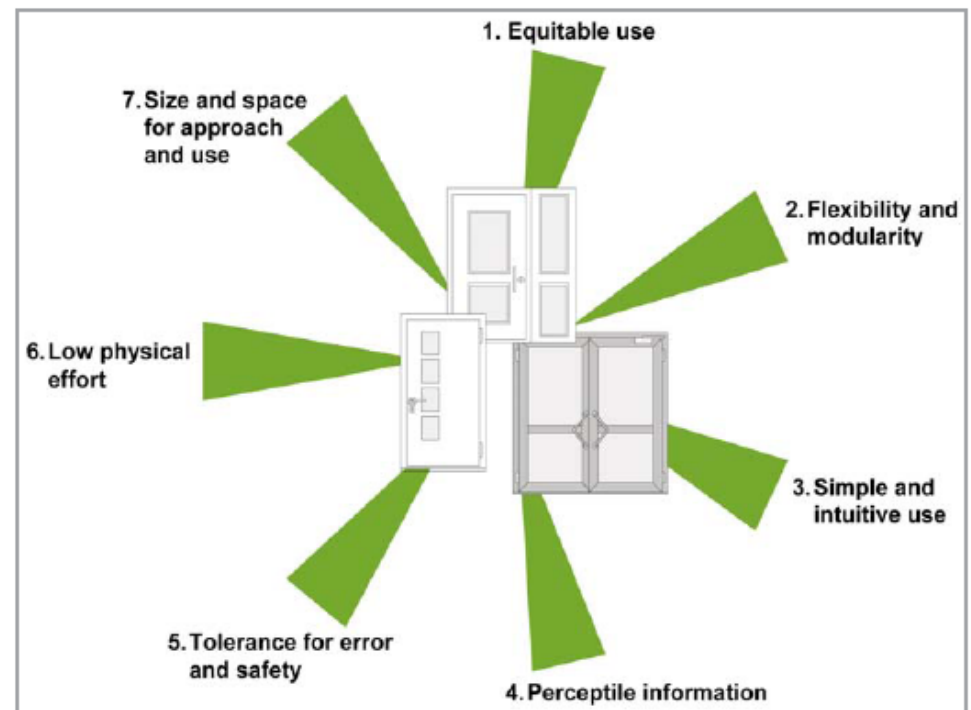 1. Equitable use
2. Flexibility and
modularity
3. Simple and
intuitive use
4. Perceptile information
5. Tolerance for error
and safety
6. Low physical
effort
7. Size and space
for approach
and use